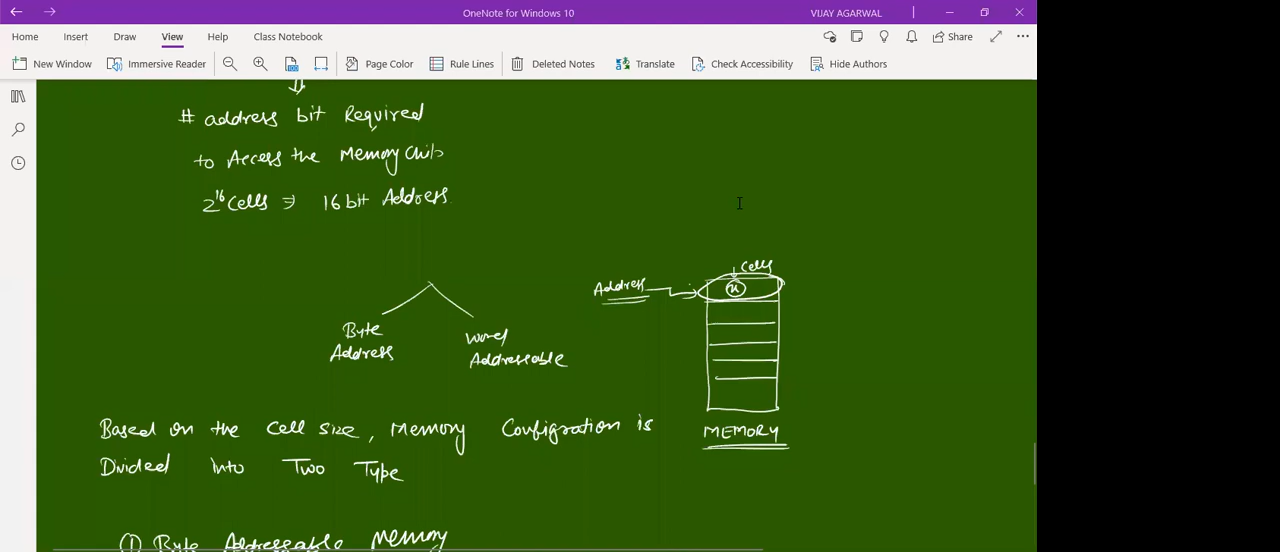 OneNote for Windows 10
VIJAY AGARWAL
Home Insert Draw View Help Class Notebook
Share
New Window Immersive Reader Page Color Rule Lines Deleted Notes Translate Check Accessibility Hide Authors
# address bit Required
to Access the Memory Chip
2^16 Cells ⇒ 16 bit Address
Cells
Address
x
Byte
Address
word
Addressable
Based on the cell size, Memory Configration is
Divided Into Two Type
MEMORY
(1) Byte Addressable Memory